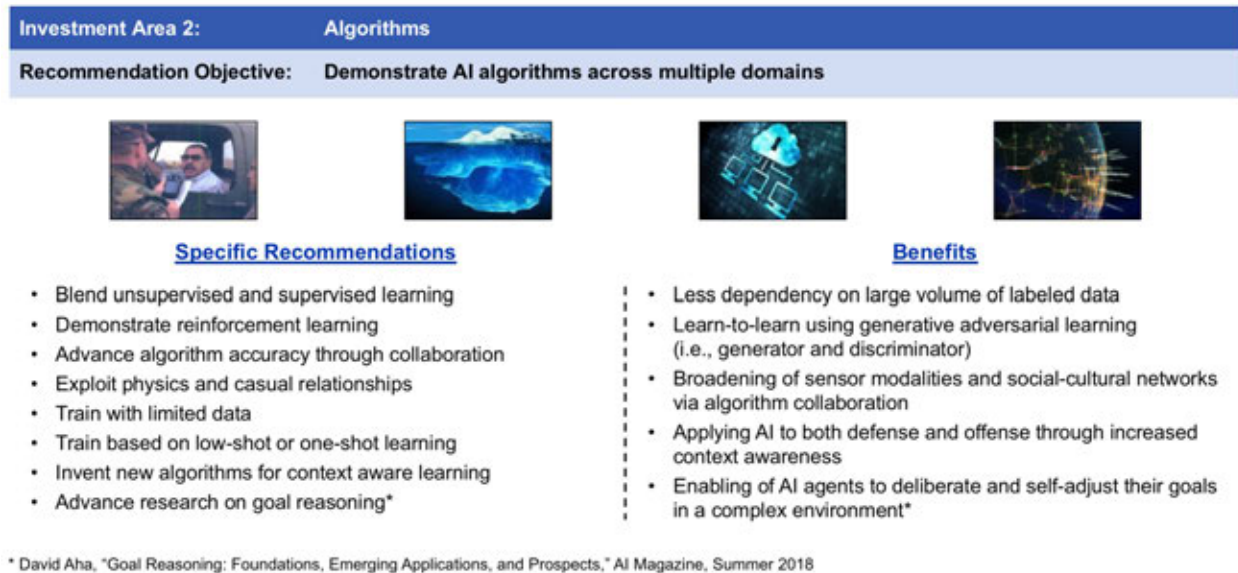 Investment Area 2: Algorithms
Recommendation Objective: Demonstrate AI algorithms across multiple domains
Specific Recommendations
• Blend unsupervised and supervised learning
• Demonstrate reinforcement learning
• Advance algorithm accuracy through collaboration
• Exploit physics and casual relationships
• Train with limited data
• Train based on low-shot or one-shot learning
• Invent new algorithms for context aware learning
• Advance research on goal reasoning*
Benefits
• Less dependency on large volume of labeled data
• Learn-to-learn using generative adversarial learning
(i.e., generator and discriminator)
• Broadening of sensor modalities and social-cultural networks
via algorithm collaboration
• Applying AI to both defense and offense through increased
context awareness
• Enabling of AI agents to deliberate and self-adjust their goals
in a complex environment*
* David Aha, “Goal Reasoning: Foundations, Emerging Applications, and Prospects,” AI Magazine, Summer 2018